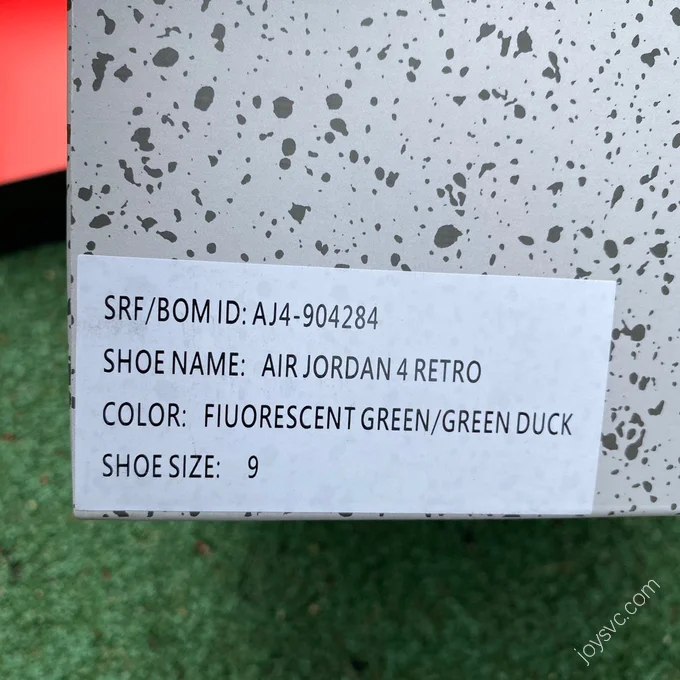 SRF/BOM ID: AJ4-904284
SHOE NAME: AIR JORDAN 4 RETRO
COLOR: FIUORESCENT GREEN/GREEN DUCK
SHOE SIZE: 9
joysvc.com